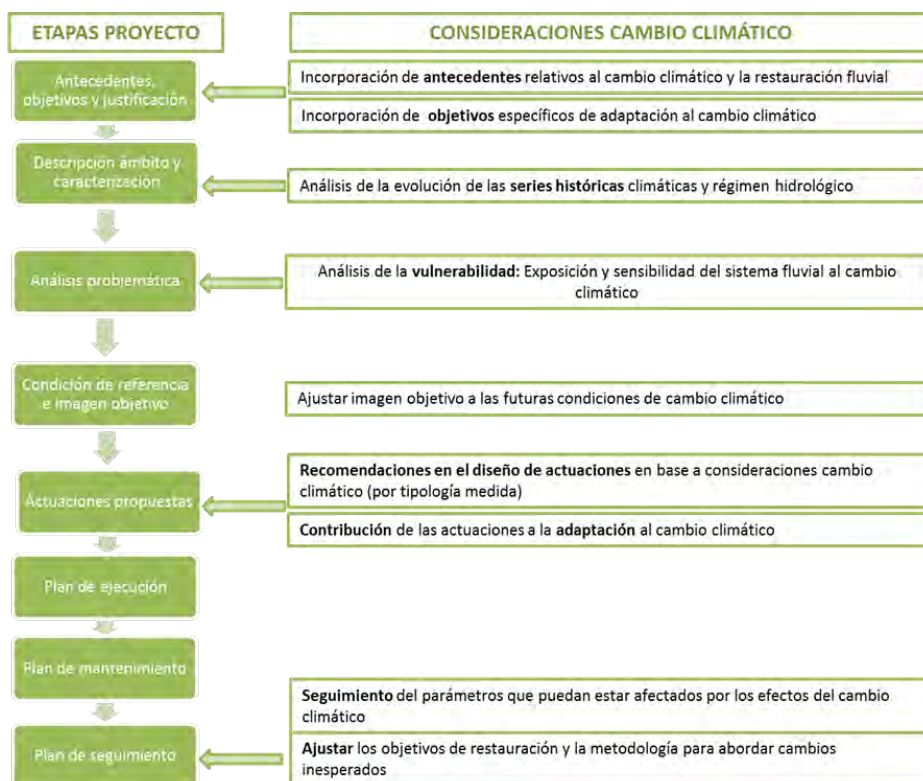 ETAPAS PROYECTO
CONSIDERACIONES CAMBIO CLIMÁTICO
Antecedentes,
objetivos y justificación
Incorporación de antecedentes relativos al cambio climático y la restauración fluvial
Incorporación de objetivos específicos de adaptación al cambio climático
Descripción ámbito y
caracterización
Análisis de la evolución de las series históricas climáticas y régimen hidrológico
Análisis problemática
Análisis de la vulnerabilidad: Exposición y sensibilidad del sistema fluvial al cambio
climático
Condición de referencia
e imagen objetivo
Ajustar imagen objetivo a las futuras condiciones de cambio climático
Actuaciones propuestas
Recomendaciones en el diseño de actuaciones en base a consideraciones cambio
climático (por tipología medida)
Contribución de las actuaciones a la adaptación al cambio climático
Plan de ejecución
Plan de mantenimiento
Plan de seguimiento
Seguimiento del parámetros que puedan estar afectados por los efectos del cambio
climático
Ajustar los objetivos de restauración y la metodología para abordar cambios
inesperados